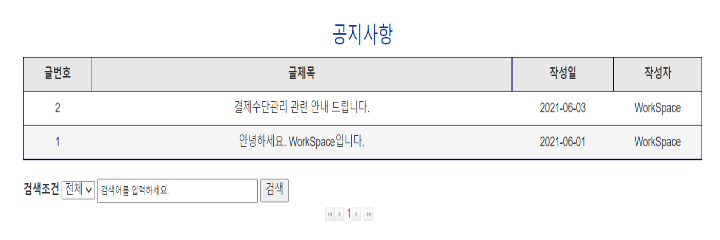 공지사항
글번호 글제목 작성일 작성자
2 결제수단관리 관련 안내 드립니다. 2021-06-03 WorkSpace
1 안녕하세요. WorkSpace입니다. 2021-06-01 WorkSpace
검색조건 전체 검색어를 입력하세요. 검색
1